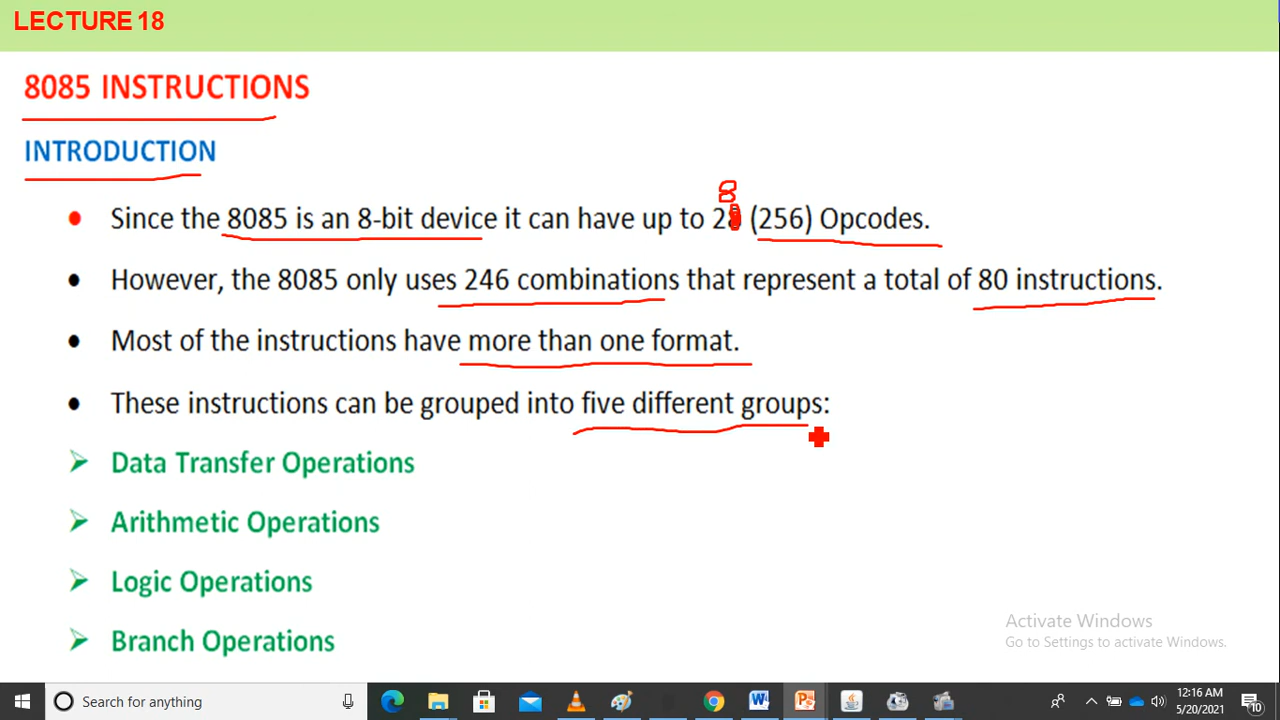 LECTURE 18
8085 INSTRUCTIONS
INTRODUCTION
8
Since the 8085 is an 8-bit device it can have up to 2 (256) Opcodes.
However, the 8085 only uses 246 combinations that represent a total of 80 instructions.
Most of the instructions have more than one format.
These instructions can be grouped into five different groups:
Data Transfer Operations
Arithmetic Operations
Logic Operations
Branch Operations
Activate Windows
Go to Settings to activate Windows.
Search for anything
12:16 AM
5/20/2021
10